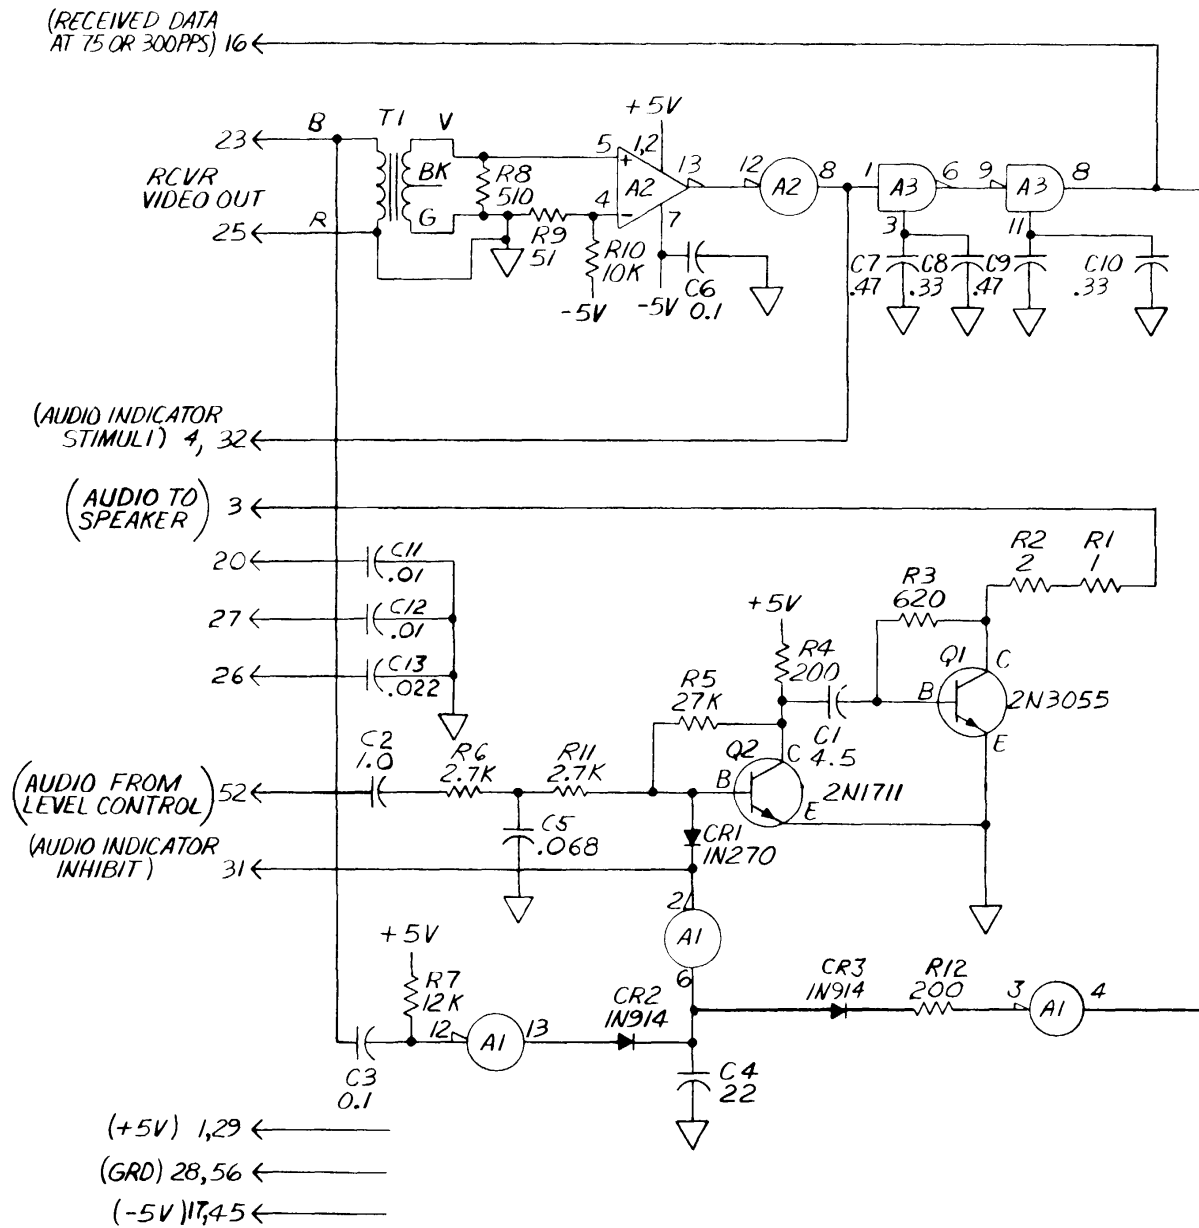 (RECEIVED DATA
AT 75 OR 300PPS) 16
+5V
B T1 V
23
5 1,2 13 12 8 1 6 9 8
RCVR
VIDEO OUT
BK R8
510
A2 A2 A3 A3
4 7 3 11
25 R G
R9
51
R10
10K
C6
0.1
-5V -5V
C7
.47
C8
.33
C9
.47
C10
.33
(AUDIO INDICATOR
STIMULI) 4, 32
(AUDIO TO
SPEAKER) 3
20 C11
.01
27 C12
.01
26 C13
.022
R2
2
R1
1
R3
620
+5V
R4
200
Q1 C
B 2N3055
E
R5
27K
C1
4.5
C2
1.0
R6
2.7K
R11
2.7K
Q2 C
B 2N1711
E
(AUDIO FROM
LEVEL CONTROL) 52
C5
.068
CR1
1N270
(AUDIO INDICATOR
INHIBIT) 31
2
A1
6
+5V
R7
12K
CR2
1N914
CR3
1N914
R12
200
3 A1 4
12 A1 13
C3
0.1
C4
22
(+5V) 1,29
(GRD) 28,56
(-5V) 17,45